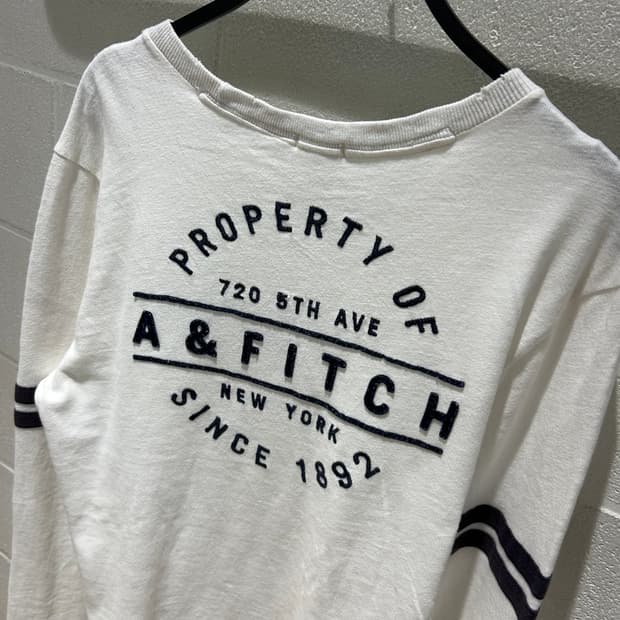 PROPERTY OF
720 5TH AVE
A & FITCH
NEW YORK
SINCE 1892